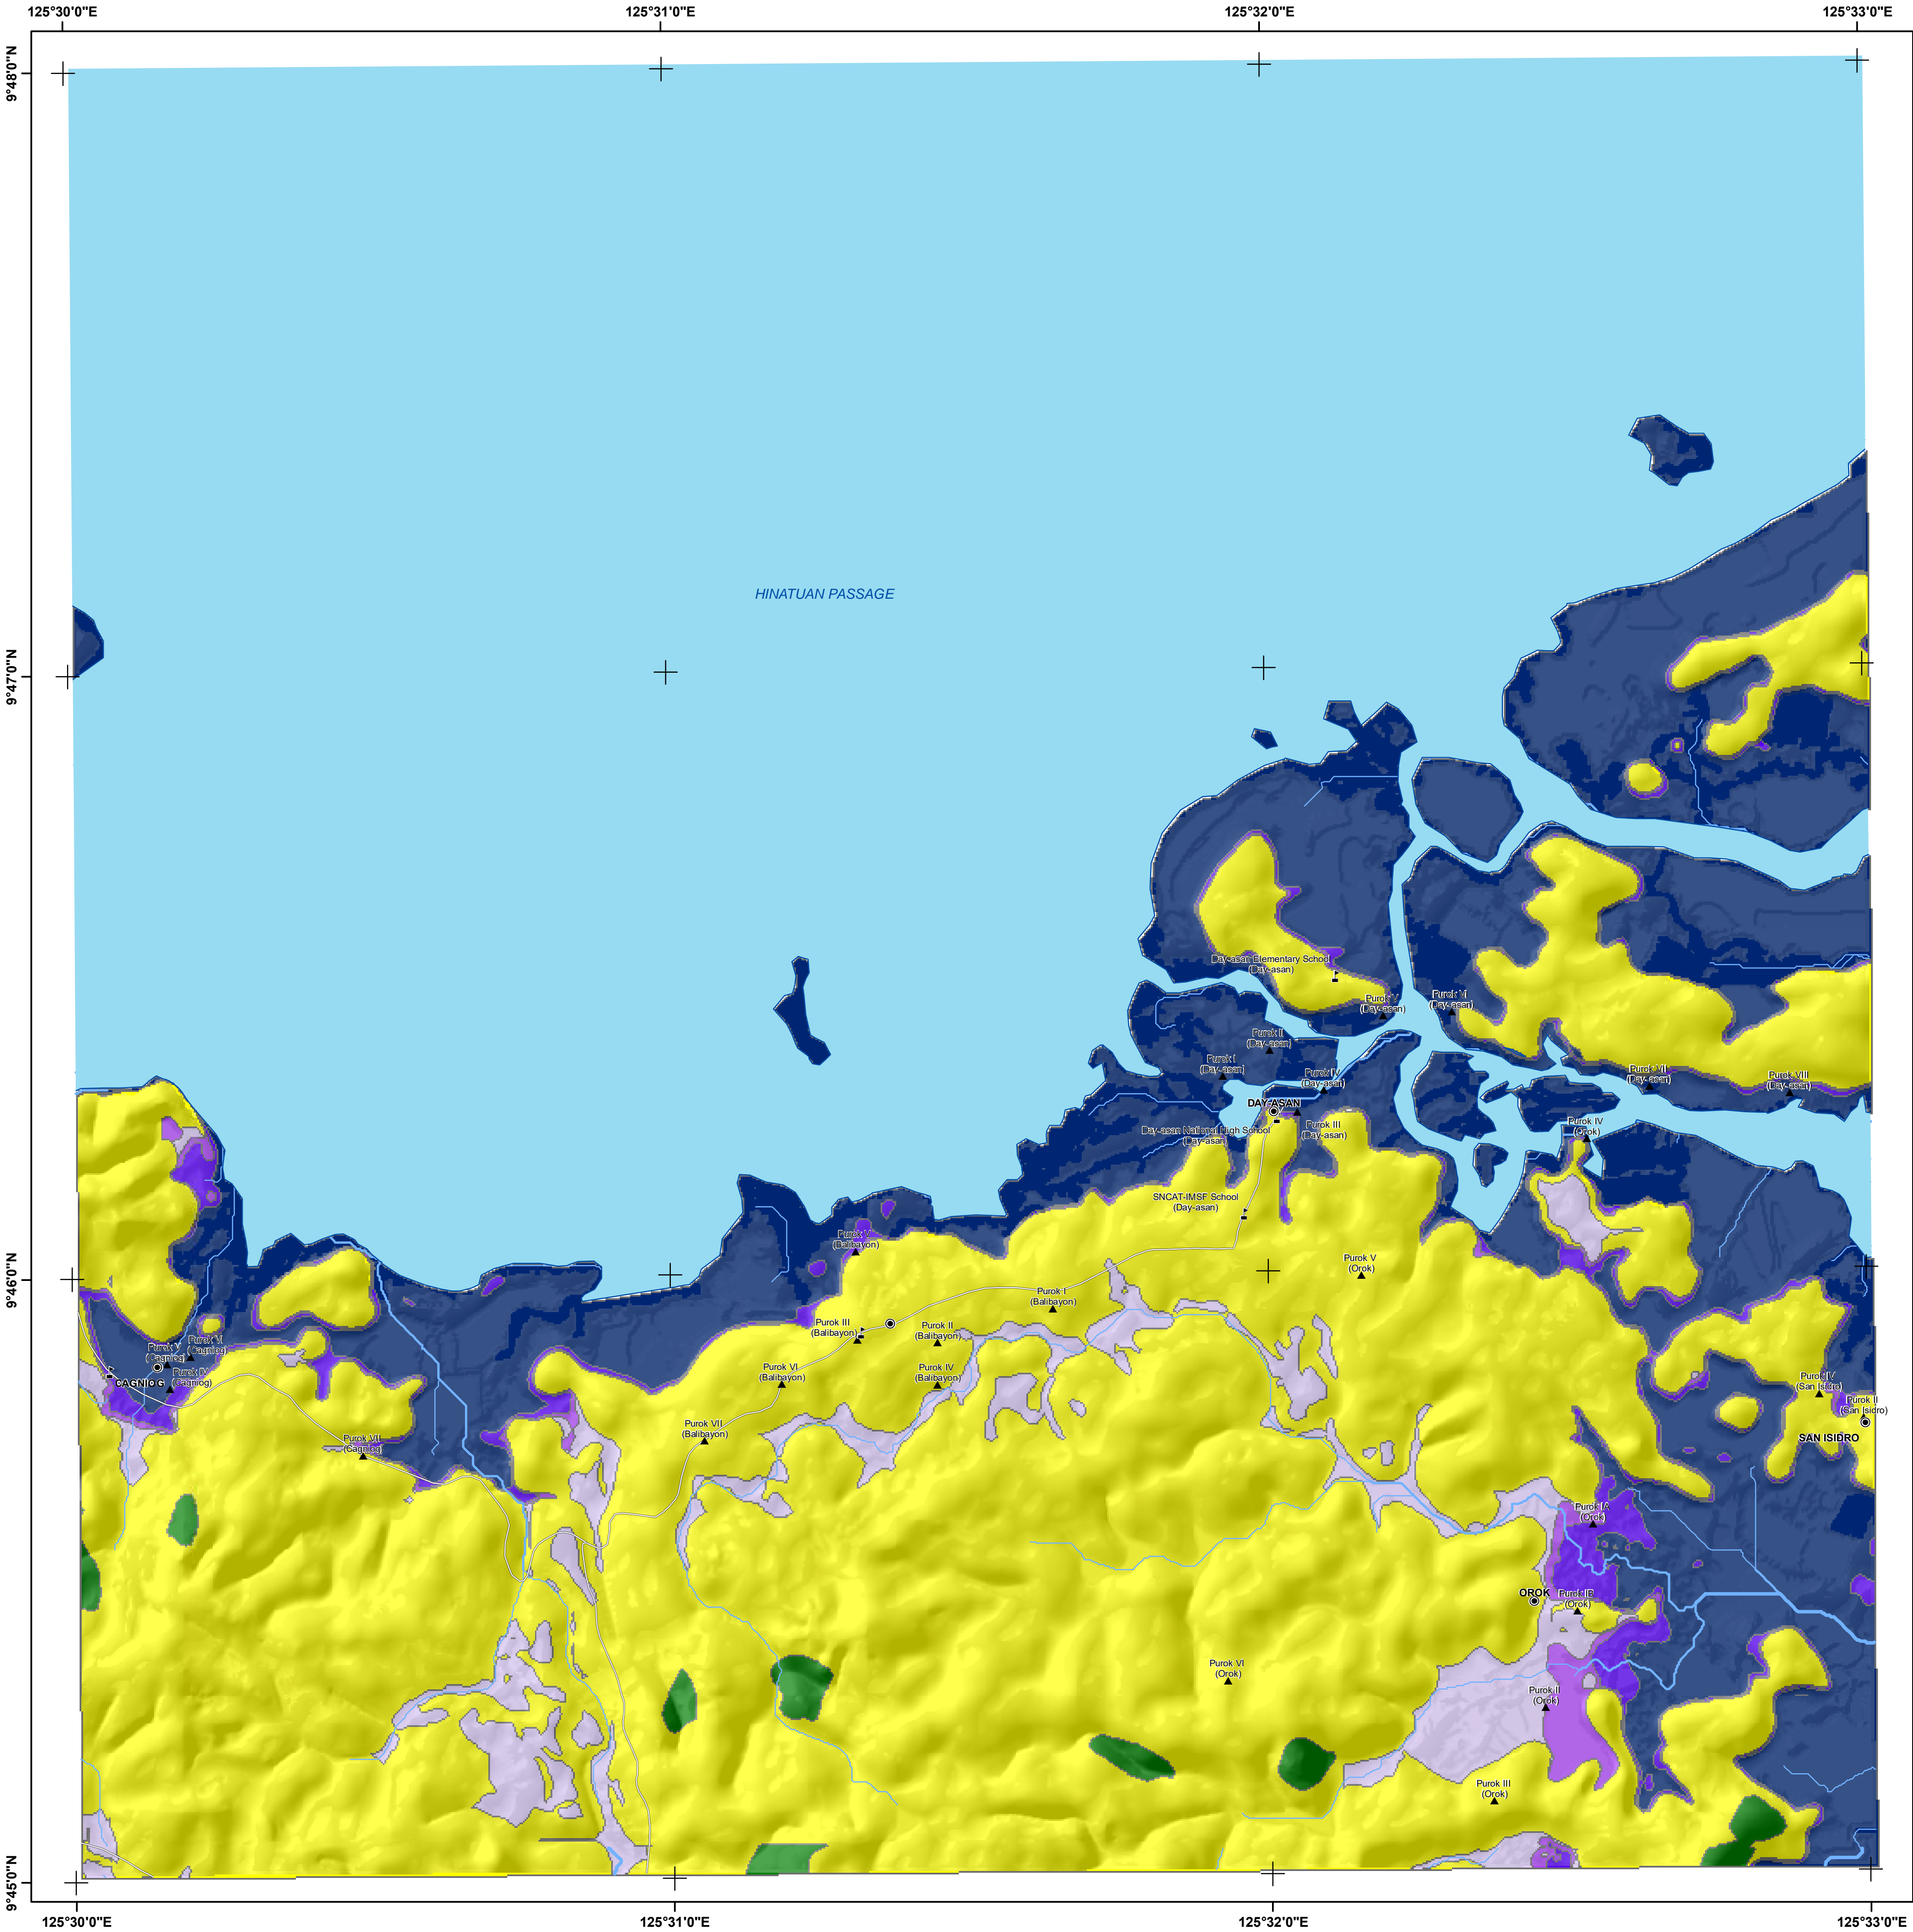 125°30'0"E
125°31'0"E
125°32'0"E
125°33'0"E
9°48'0"N
HINATUAN PASSAGE
9°47'0"N
Day-asan Elementary School
(Day-asan)
Purok V
(Day-asan)
Purok VI
(Day-asan)
Purok II
(Day-asan)
Purok I
(Day-asan)
Purok IV
(Day-asan)
Purok VII
(Day-asan)
Purok VIII
(Day-asan)
DAY-ASAN
Day-asan National High School
(Day-asan)
Purok III
(Day-asan)
Purok IV
(Orok)
SNCAT-IMSF School
(Day-asan)
(Balibayon)
Purok V
(Orok)
9°46'0"N
Purok I
(Balibayon)
Purok III
(Balibayon)
Purok II
(Balibayon)
Purok V
(Cagniog)
Purok VI
(Cagniog)
Purok IV
(Cagniog)
CAGNIOG
Purok VI
(Balibayon)
Purok IV
(Balibayon)
Purok IV
(San Isidro)
Purok II
(San Isidro)
SAN ISIDRO
Purok VII
(Balibayon)
Purok VII
(Cagniog)
Purok IA
(Orok)
OROK
Purok IB
(Orok)
Purok VI
(Orok)
Purok II
(Orok)
Purok III
(Orok)
9°45'0"N
125°30'0"E
125°31'0"E
125°32'0"E
125°33'0"E